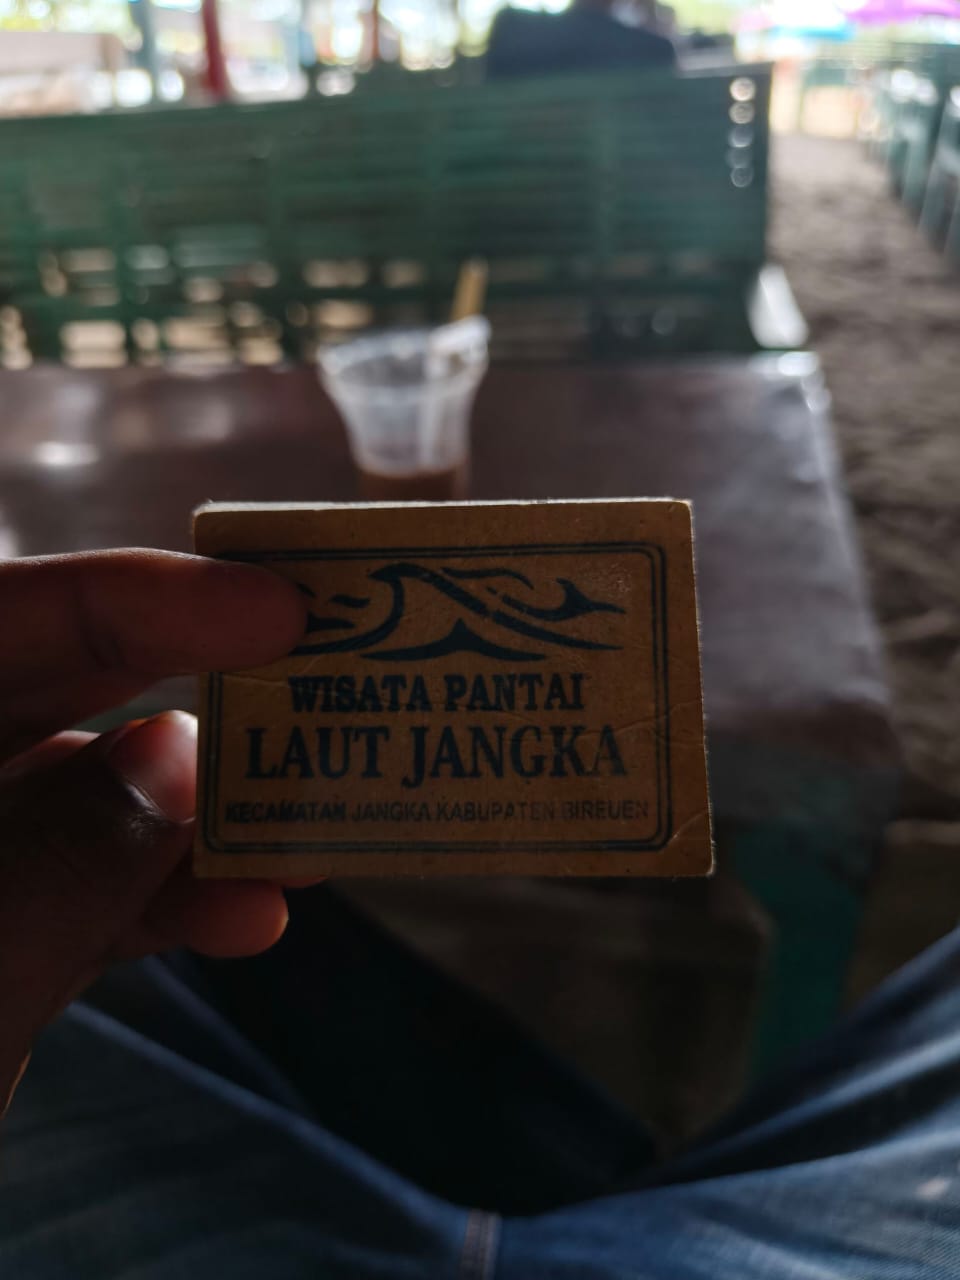 WISATA PANTAI
LAUT JANGKA
KECAMATAN JANGKA KABUPATEN BIREUEN